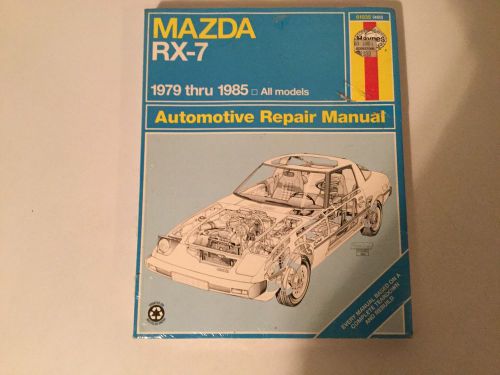 MAZDA
RX-7
1979 thru 1985 □ All models
Automotive Repair Manual
61035
Haynes
EVERY MANUAL BASED ON A
COMPLETE TEARDOWN
AND REBUILD